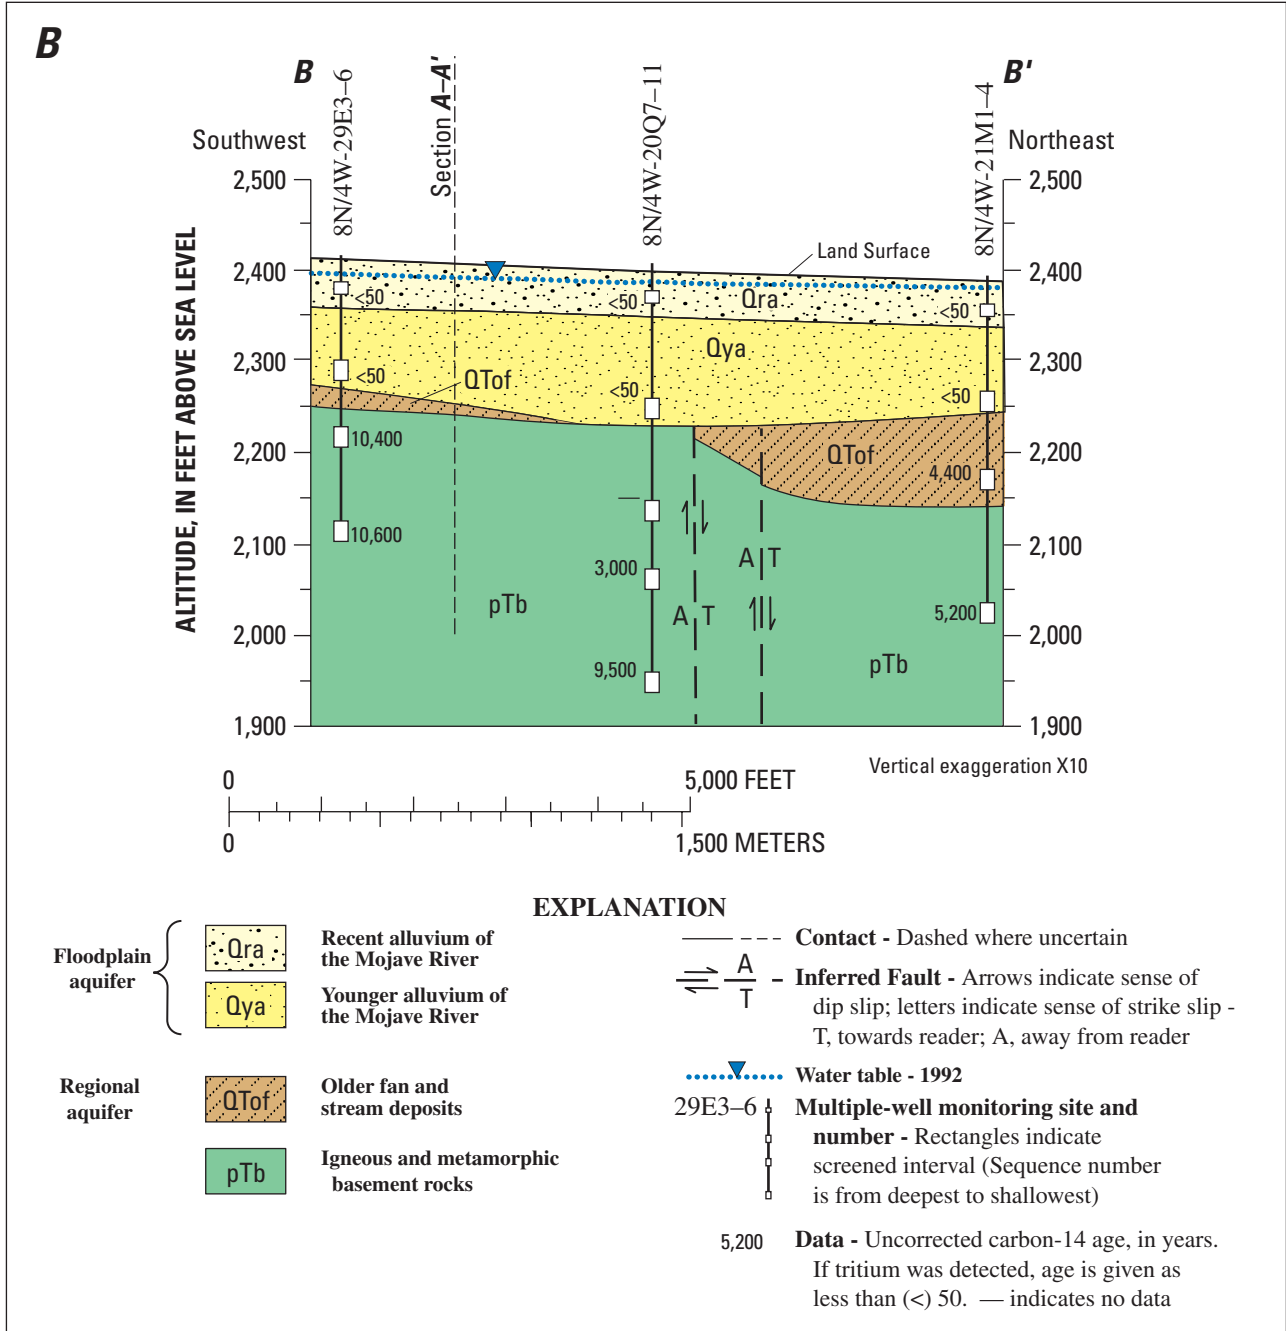 B
B
B'
8N/4W-29E3–6
Section A–A'
8N/4W-20Q7–11
8N/4W-21M1–4
Southwest
Northeast
2,500
2,500
2,400
2,400
2,300
2,300
2,200
2,200
2,100
2,100
2,000
2,000
1,900
1,900
ALTITUDE, IN FEET ABOVE SEA LEVEL
Land Surface
<50
<50
Qra
<50
Qya
<50
QTof
<50
<50
10,400
QTof
4,400
10,600
—
A T
3,000
pTb
A T
5,200
9,500
pTb
Vertical exaggeration X10
0
5,000 FEET
0
1,500 METERS
EXPLANATION
Floodplain
aquifer
Qra
Recent alluvium of
the Mojave River
Qya
Younger alluvium of
the Mojave River
Regional
aquifer
QTof
Older fan and
stream deposits
pTb
Igneous and metamorphic
basement rocks
Contact - Dashed where uncertain
A
T
Inferred Fault - Arrows indicate sense of
dip slip; letters indicate sense of strike slip -
T, towards reader; A, away from reader
Water table - 1992
29E3–6
Multiple-well monitoring site and
number - Rectangles indicate
screened interval (Sequence number
is from deepest to shallowest)
5,200
Data - Uncorrected carbon-14 age, in years.
If tritium was detected, age is given as
less than (<) 50. — indicates no data